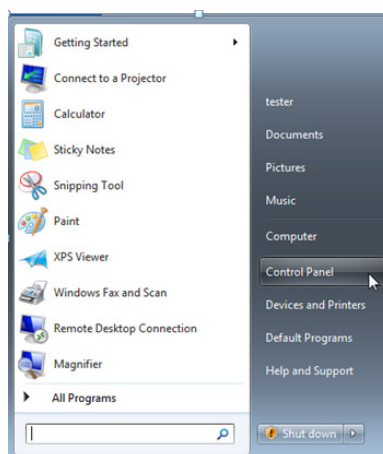 Getting Started
Connect to a Projector
Calculator
Sticky Notes
Snipping Tool
Paint
XPS Viewer
Windows Fax and Scan
Remote Desktop Connection
Magnifier
All Programs
tester
Documents
Pictures
Music
Computer
Control Panel
Devices and Printers
Default Programs
Help and Support
Shut down